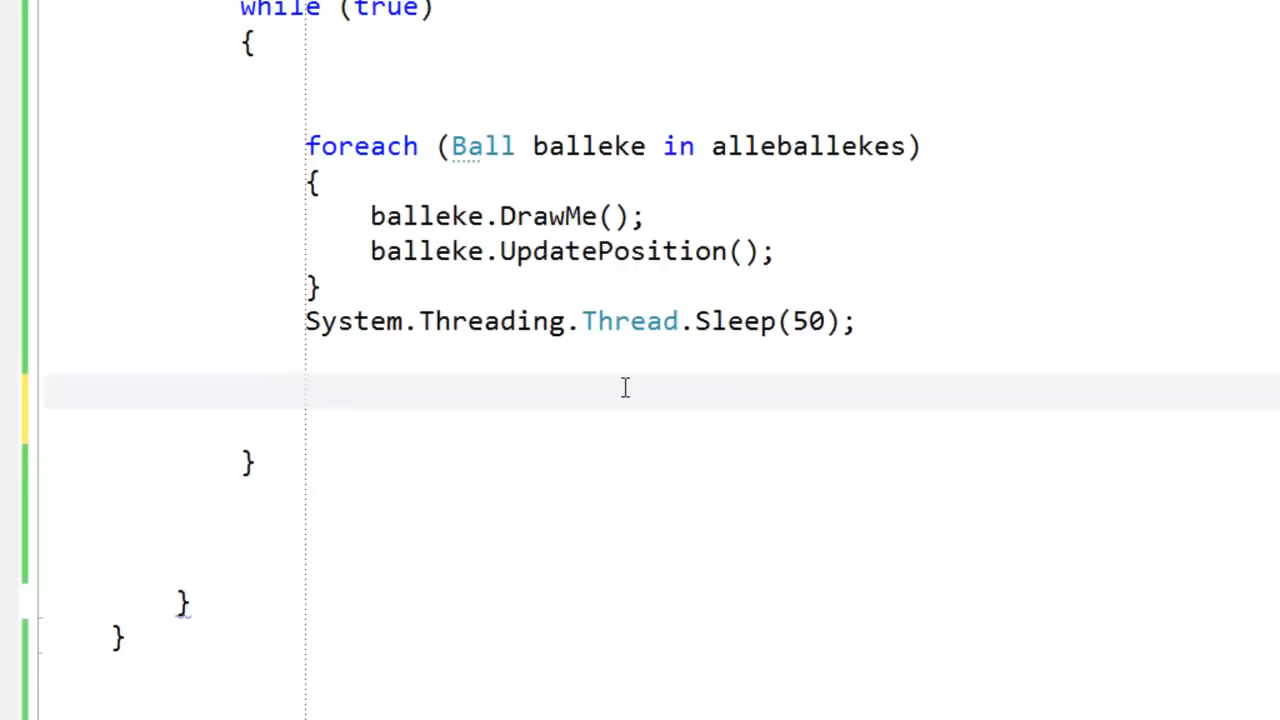 while (true)
{
foreach (Ball balleke in alleballekes)
{
balleke.DrawMe();
balleke.UpdatePosition();
}
System.Threading.Thread.Sleep(50);
}
}
}